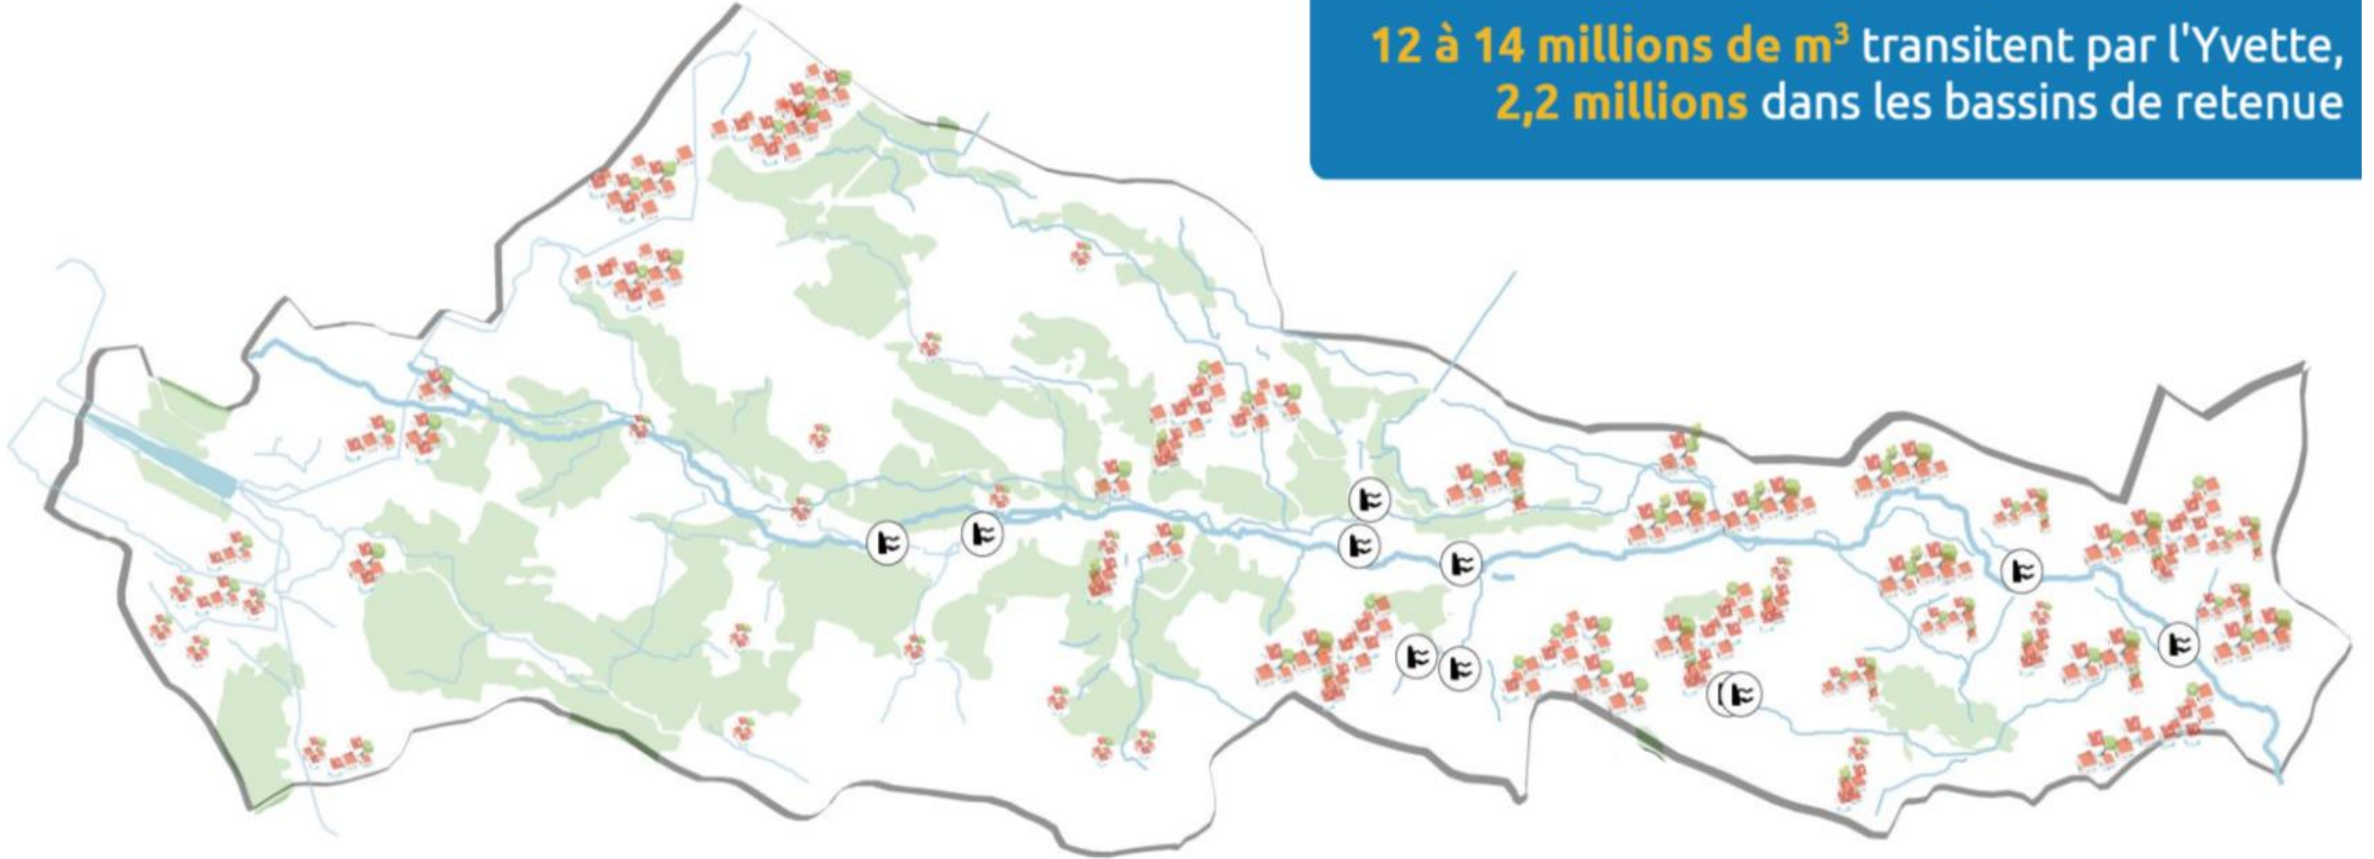 12 à 14 millions de m³ transitent par l'Yvette,
2,2 millions dans les bassins de retenue